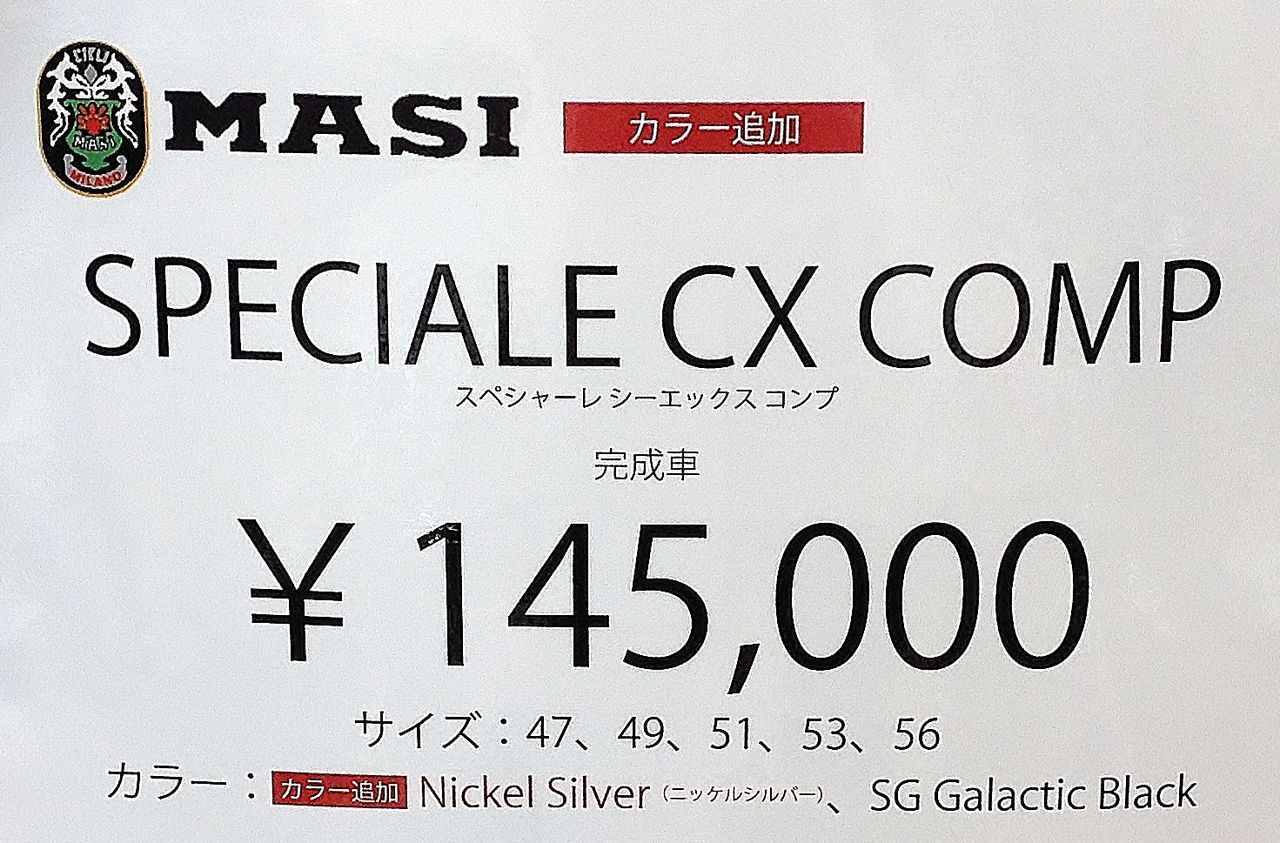 MASI カラー追加
MASI
MILANO
SPECIALE CX COMP
スペシャーレ シーエックス コンプ
完成車
¥145,000
サイズ：47、49、51、53、56
カラー：カラー追加 Nickel Silver（ニッケルシルバー）、SG Galactic Black